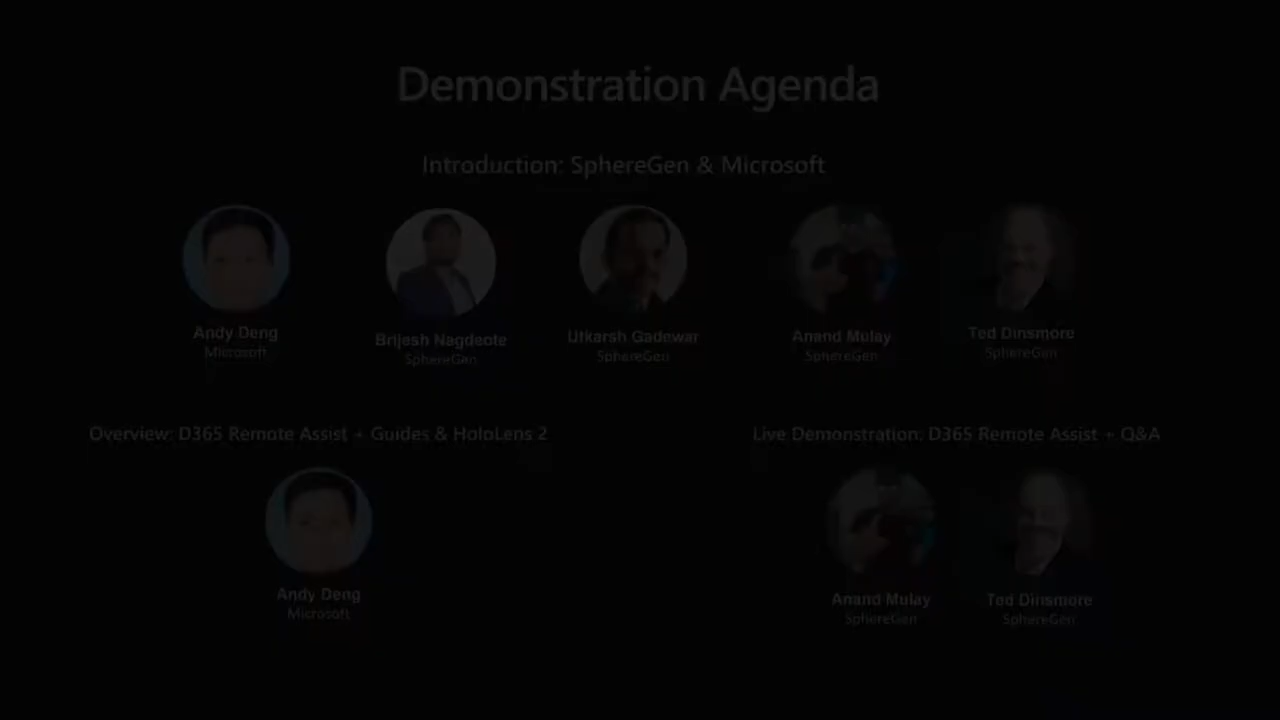 Demonstration Agenda
Introduction: SphereGen & Microsoft
Andy Deng
Microsoft
Brijesh Nagdeote
SphereGen
Utkarsh Gadewar
SphereGen
Anand Mulay
SphereGen
Ted Dinsmore
SphereGen
Overview: D365 Remote Assist + Guides & HoloLens 2
Andy Deng
Microsoft
Live Demonstration: D365 Remote Assist + Q&A
Anand Mulay
SphereGen
Ted Dinsmore
SphereGen